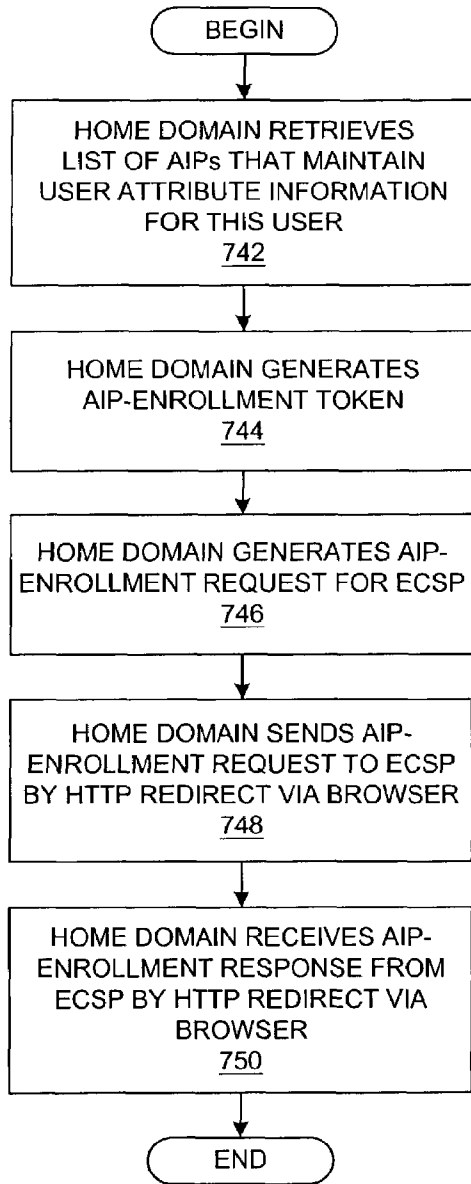 BEGIN
HOME DOMAIN RETRIEVES
LIST OF AIPs THAT MAINTAIN
USER ATTRIBUTE INFORMATION
FOR THIS USER
742
HOME DOMAIN GENERATES
AIP-ENROLLMENT TOKEN
744
HOME DOMAIN GENERATES AIP-
ENROLLMENT REQUEST FOR ECSP
746
HOME DOMAIN SENDS AIP-
ENROLLMENT REQUEST TO ECSP
BY HTTP REDIRECT VIA BROWSER
748
HOME DOMAIN RECEIVES AIP-
ENROLLMENT RESPONSE FROM
ECSP BY HTTP REDIRECT VIA
BROWSER
750
END